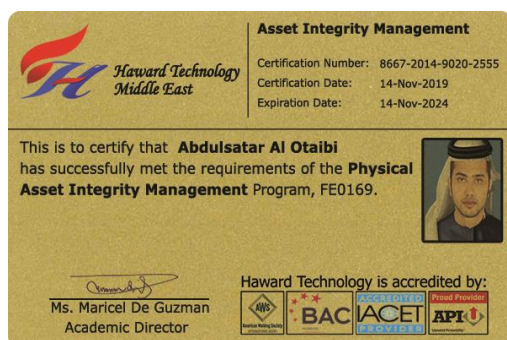 Haward Technology
Middle East
Asset Integrity Management
Certification Number: 8667-2014-9020-2555
Certification Date: 14-Nov-2019
Expiration Date: 14-Nov-2024
This is to certify that Abdulsatar Al Otaibi
has successfully met the requirements of the Physical
Asset Integrity Management Program, FE0169.
Ms. Maricel De Guzman
Academic Director
Haward Technology is accredited by:
AWS
American Welding Society
BAC
ACCREDITED
IACET
PROVIDER
Proud Provider
API U